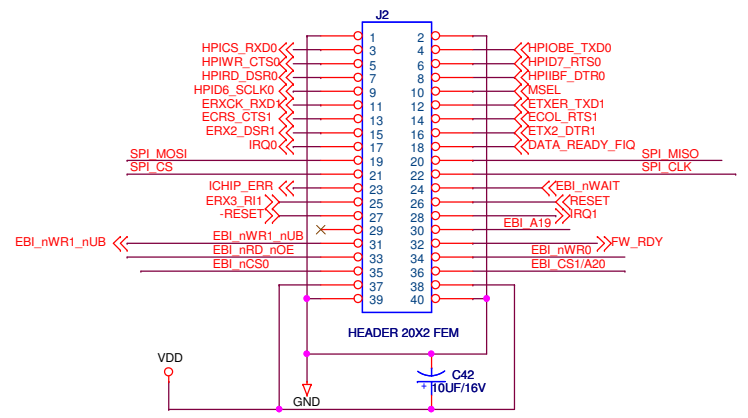 J2
1 2
HPICS_RXD0 3 4 HPIOBE_TXD0
HPIWR_CTS0 5 6 HPID7_RTS0
HPIRD_DSR0 7 8 HPIIBF_DTR0
HPID6_SCLK0 9 10 MSEL
ERXCK_RXD1 11 12 ETXER_TXD1
ECRS_CTS1 13 14 ECOL_RTS1
ERX2_DSR1 15 16 ETX2_DTR1
IRQ0 17 18 DATA_READY_FIQ
SPI_MOSI 19 20 SPI_MISO
SPI_CS 21 22 SPI_CLK
ICHIP_ERR 23 24 EBI_nWAIT
ERX3_RI1 25 26 RESET
-RESET 27 28 IRQ1
29 30 EBI_A19
EBI_nWR1_nUB EBI_nWR1_nUB 31 32 FW_RDY
EBI_nRD_nOE 33 34 EBI_nWR0
EBI_nCS0 35 36 EBI_CS1/A20
37 38
39 40
HEADER 20X2 FEM
VDD
C42
+ 10UF/16V
GND